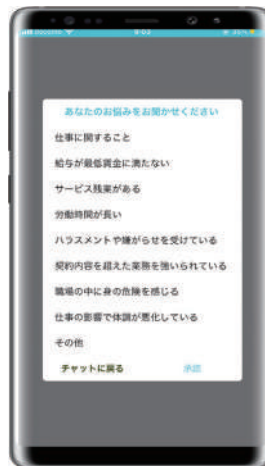 docomo
9:03
35%
あなたのお悩みをお聞かせください
仕事に関すること
給与が最低賃金に満たない
サービス残業がある
労働時間が長い
ハラスメントや嫌がらせを受けている
契約内容を超えた業務を強いられている
職場の中に身の危険を感じる
仕事の影響で体調が悪化している
その他
チャットに戻る
承認